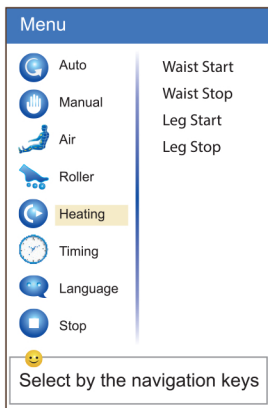 Menu
Auto
Manual
Air
Roller
Heating
Timing
Language
Stop
Waist Start
Waist Stop
Leg Start
Leg Stop
Select by the navigation keys